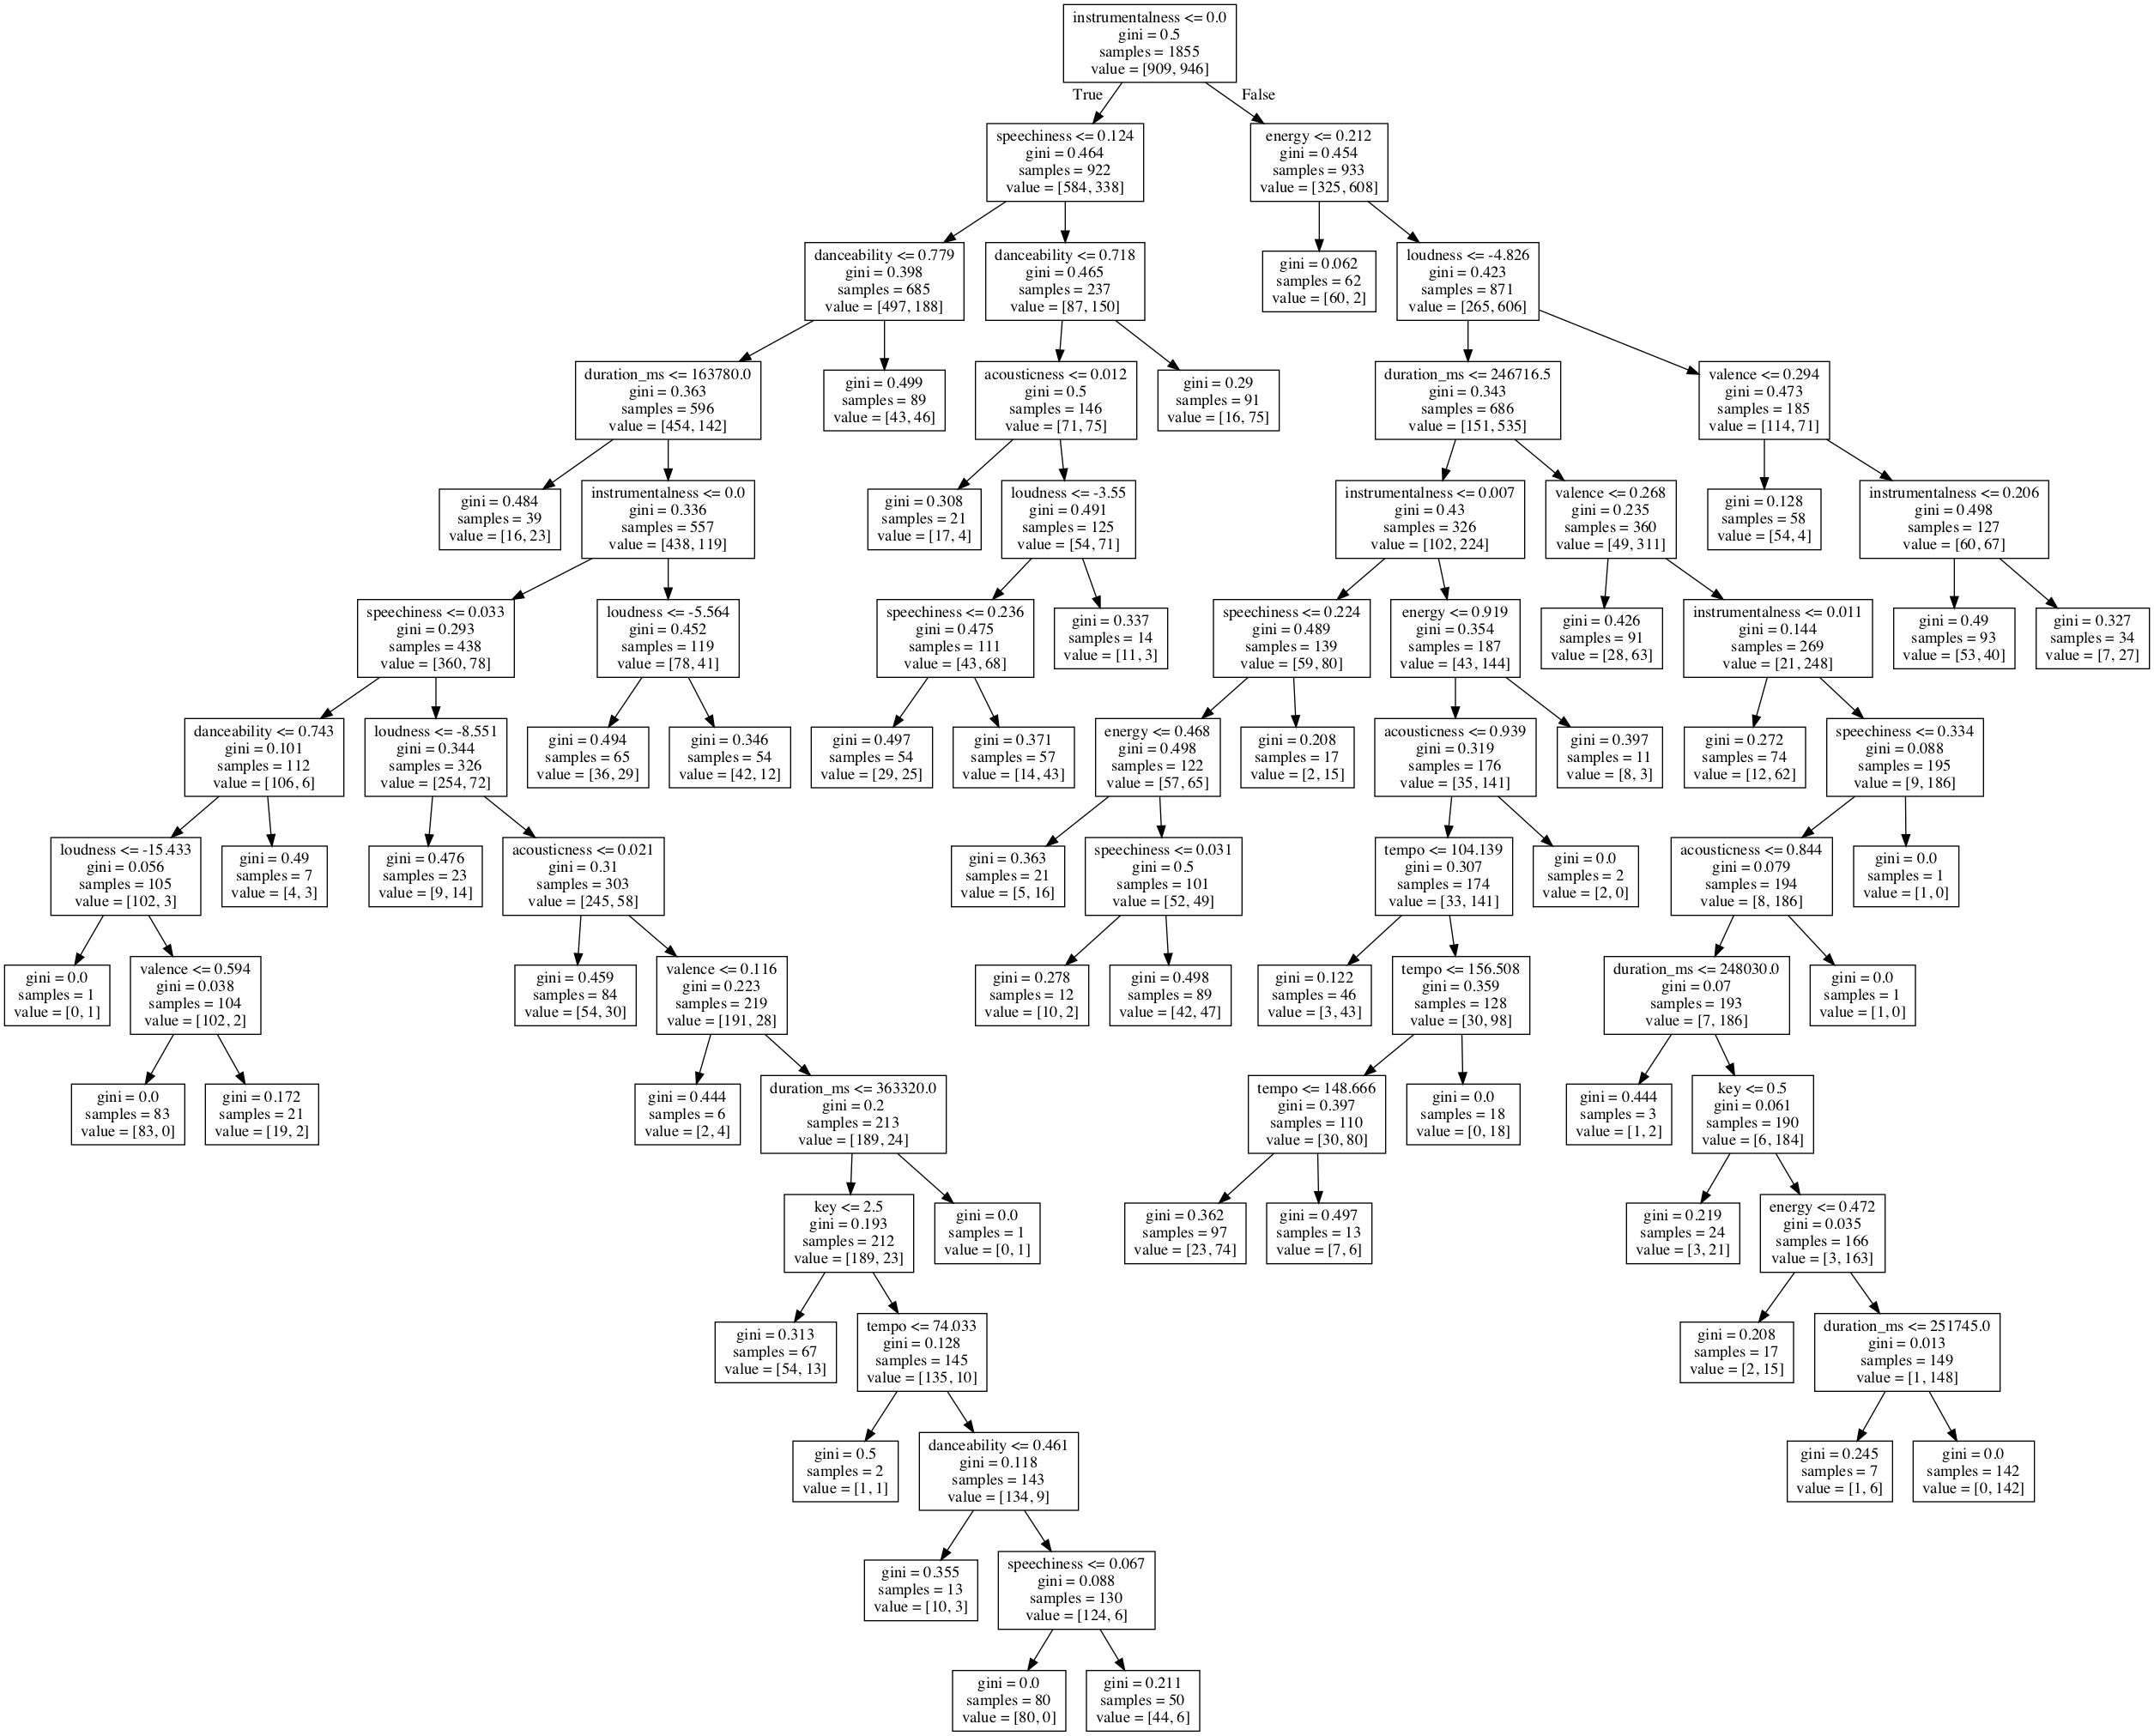 instrumentalness <= 0.0
gini = 0.5
samples = 1855
value = [909, 946]
True
False
speechiness <= 0.124
gini = 0.464
samples = 922
value = [584, 338]
energy <= 0.212
gini = 0.454
samples = 933
value = [325, 608]
danceability <= 0.779
gini = 0.398
samples = 685
value = [497, 188]
danceability <= 0.718
gini = 0.465
samples = 237
value = [87, 150]
gini = 0.062
samples = 62
value = [60, 2]
loudness <= -4.826
gini = 0.423
samples = 871
value = [265, 606]
duration_ms <= 163780.0
gini = 0.363
samples = 596
value = [454, 142]
gini = 0.499
samples = 89
value = [43, 46]
acousticness <= 0.012
gini = 0.5
samples = 146
value = [71, 75]
gini = 0.29
samples = 91
value = [16, 75]
duration_ms <= 246716.5
gini = 0.343
samples = 686
value = [151, 535]
valence <= 0.294
gini = 0.473
samples = 185
value = [114, 71]
gini = 0.484
samples = 39
value = [16, 23]
instrumentalness <= 0.0
gini = 0.336
samples = 557
value = [438, 119]
gini = 0.308
samples = 21
value = [17, 4]
loudness <= -3.55
gini = 0.491
samples = 125
value = [54, 71]
instrumentalness <= 0.007
gini = 0.43
samples = 326
value = [102, 224]
valence <= 0.268
gini = 0.235
samples = 360
value = [49, 311]
gini = 0.128
samples = 58
value = [54, 4]
instrumentalness <= 0.206
gini = 0.498
samples = 127
value = [60, 67]
speechiness <= 0.033
gini = 0.293
samples = 438
value = [360, 78]
loudness <= -5.564
gini = 0.452
samples = 119
value = [78, 41]
speechiness <= 0.236
gini = 0.475
samples = 111
value = [43, 68]
gini = 0.337
samples = 14
value = [11, 3]
speechiness <= 0.224
gini = 0.489
samples = 139
value = [59, 80]
energy <= 0.919
gini = 0.354
samples = 187
value = [43, 144]
gini = 0.426
samples = 91
value = [28, 63]
instrumentalness <= 0.011
gini = 0.144
samples = 269
value = [21, 248]
gini = 0.49
samples = 93
value = [53, 40]
gini = 0.327
samples = 34
value = [7, 27]
danceability <= 0.743
gini = 0.101
samples = 112
value = [106, 6]
loudness <= -8.551
gini = 0.344
samples = 326
value = [254, 72]
gini = 0.494
samples = 65
value = [36, 29]
gini = 0.346
samples = 54
value = [42, 12]
gini = 0.497
samples = 54
value = [29, 25]
gini = 0.371
samples = 57
value = [14, 43]
energy <= 0.468
gini = 0.498
samples = 122
value = [57, 65]
gini = 0.208
samples = 17
value = [2, 15]
acousticness <= 0.939
gini = 0.319
samples = 176
value = [35, 141]
gini = 0.397
samples = 11
value = [8, 3]
gini = 0.272
samples = 74
value = [12, 62]
speechiness <= 0.334
gini = 0.088
samples = 195
value = [9, 186]
loudness <= -15.433
gini = 0.056
samples = 105
value = [102, 3]
gini = 0.49
samples = 7
value = [4, 3]
gini = 0.476
samples = 23
value = [9, 14]
acousticness <= 0.021
gini = 0.31
samples = 303
value = [245, 58]
gini = 0.363
samples = 21
value = [5, 16]
speechiness <= 0.031
gini = 0.5
samples = 101
value = [52, 49]
tempo <= 104.139
gini = 0.307
samples = 174
value = [33, 141]
gini = 0.0
samples = 2
value = [2, 0]
acousticness <= 0.844
gini = 0.079
samples = 194
value = [8, 186]
gini = 0.0
samples = 1
value = [1, 0]
gini = 0.0
samples = 1
value = [0, 1]
valence <= 0.594
gini = 0.038
samples = 104
value = [102, 2]
gini = 0.459
samples = 84
value = [54, 30]
valence <= 0.116
gini = 0.223
samples = 219
value = [191, 28]
gini = 0.278
samples = 12
value = [10, 2]
gini = 0.498
samples = 89
value = [42, 47]
gini = 0.122
samples = 46
value = [3, 43]
tempo <= 156.508
gini = 0.359
samples = 128
value = [30, 98]
duration_ms <= 248030.0
gini = 0.07
samples = 193
value = [7, 186]
gini = 0.0
samples = 1
value = [1, 0]
gini = 0.0
samples = 83
value = [83, 0]
gini = 0.172
samples = 21
value = [19, 2]
gini = 0.444
samples = 6
value = [2, 4]
duration_ms <= 363320.0
gini = 0.2
samples = 213
value = [189, 24]
tempo <= 148.666
gini = 0.397
samples = 110
value = [30, 80]
gini = 0.0
samples = 18
value = [0, 18]
gini = 0.444
samples = 3
value = [1, 2]
key <= 0.5
gini = 0.061
samples = 190
value = [6, 184]
key <= 2.5
gini = 0.193
samples = 212
value = [189, 23]
gini = 0.0
samples = 1
value = [0, 1]
gini = 0.362
samples = 97
value = [23, 74]
gini = 0.497
samples = 13
value = [7, 6]
gini = 0.219
samples = 24
value = [3, 21]
energy <= 0.472
gini = 0.035
samples = 166
value = [3, 163]
gini = 0.313
samples = 67
value = [54, 13]
tempo <= 74.033
gini = 0.128
samples = 145
value = [135, 10]
gini = 0.208
samples = 17
value = [2, 15]
duration_ms <= 251745.0
gini = 0.013
samples = 149
value = [1, 148]
gini = 0.5
samples = 2
value = [1, 1]
danceability <= 0.461
gini = 0.118
samples = 143
value = [134, 9]
gini = 0.245
samples = 7
value = [1, 6]
gini = 0.0
samples = 142
value = [0, 142]
gini = 0.355
samples = 13
value = [10, 3]
speechiness <= 0.067
gini = 0.088
samples = 130
value = [124, 6]
gini = 0.0
samples = 80
value = [80, 0]
gini = 0.211
samples = 50
value = [44, 6]